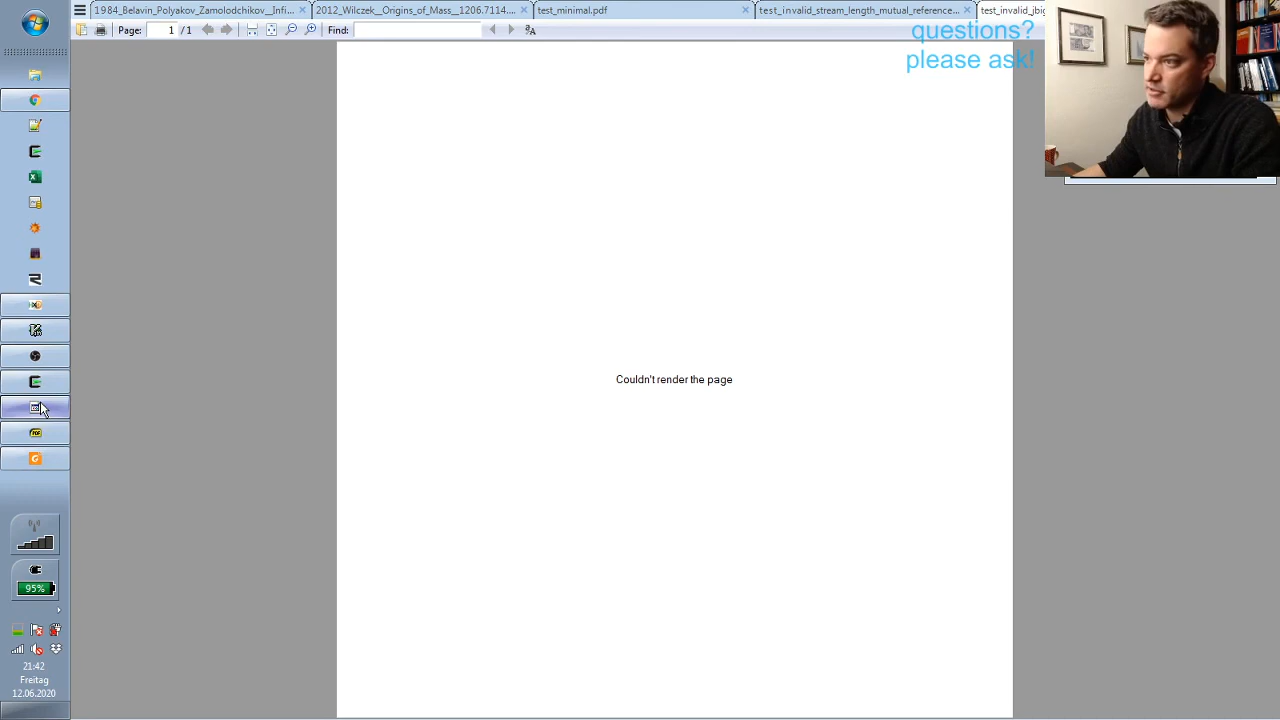 1984_Belavin_Polyakov_Zamolodchikov__Infi...
2012_Wilczek__Origins_of_Mass__1206.7114....
test_minimal.pdf
test_invalid_stream_length_mutual_reference...
test_invalid_jbig
Page: 1 / 1
Find:
questions?
please ask!
Couldn't render the page
95%
21:42
Freitag
12.06.2020